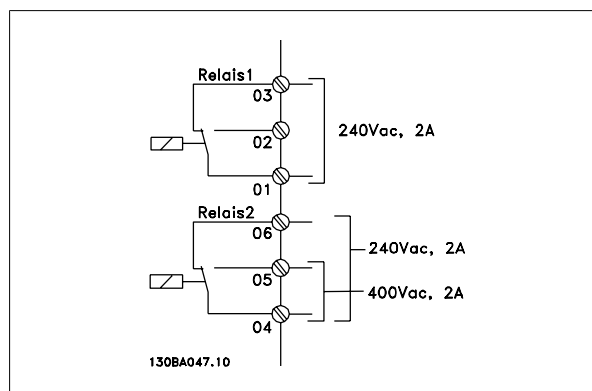 Relais1
03
02
240Vac, 2A
01
Relais2
06
240Vac, 2A
05
400Vac, 2A
04
130BA047.10